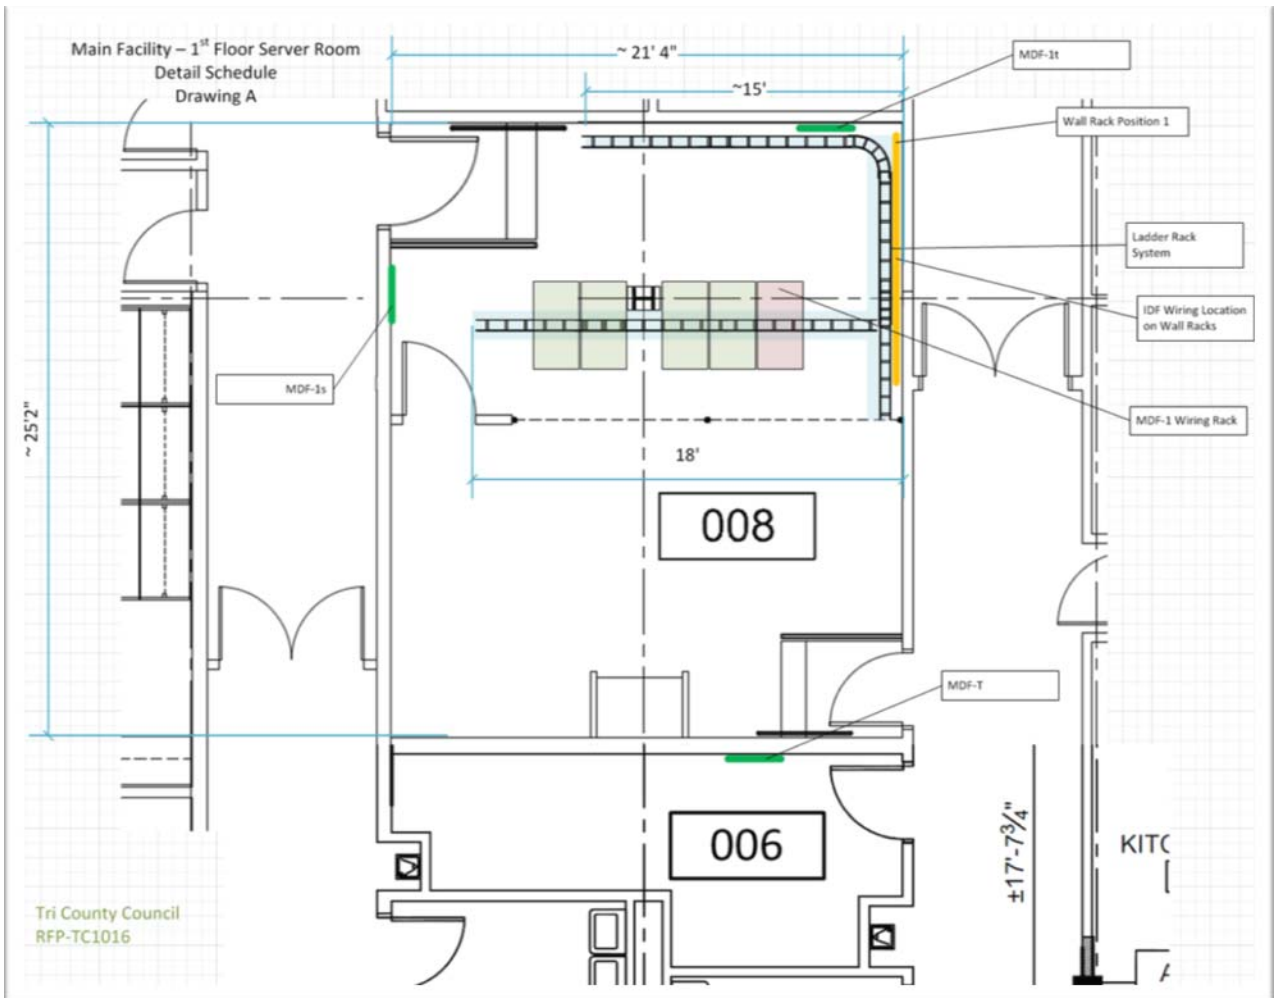 Main Facility – 1st Floor Server Room
Detail Schedule
Drawing A
~ 21' 4"
~15'
MDF-1t
Wall Rack Position 1
Ladder Rack
System
IDF Wiring Location
on Wall Racks
MDF-1s
MDF-1 Wiring Rack
~ 25'2"
18'
008
MDF-T
006
±17'-7¾"
KITC
A
Tri County Council
RFP-TC1016